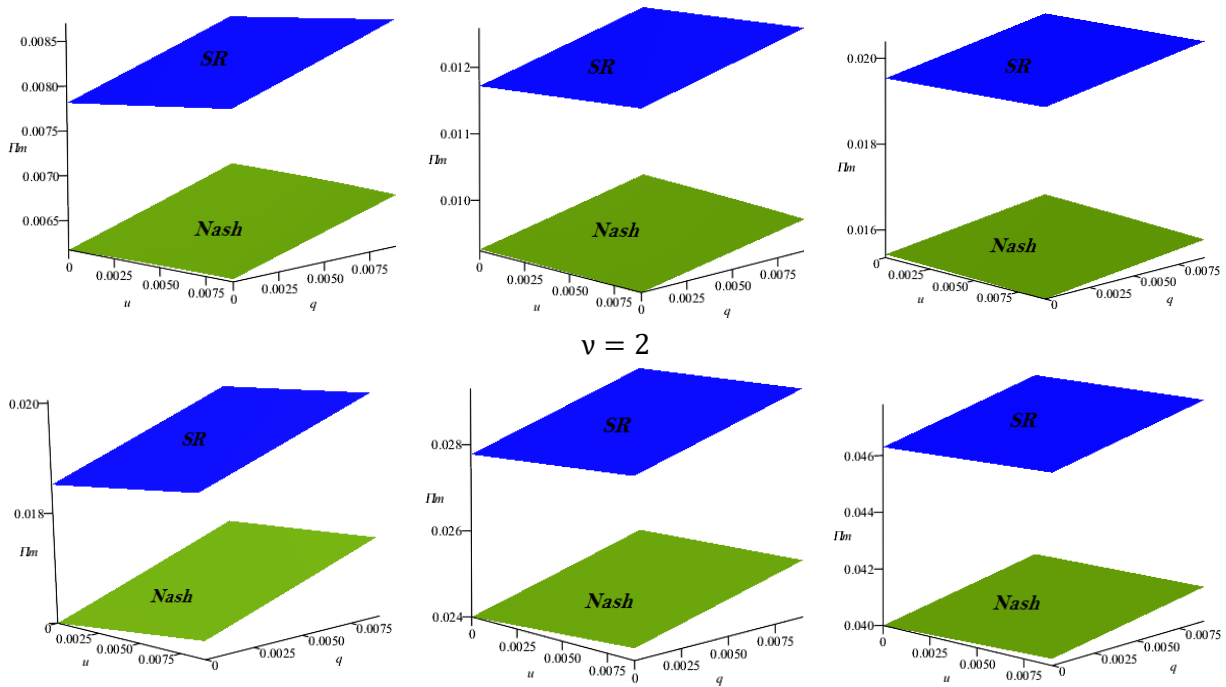 0.0085
0.0080
0.0075
Πm
0.0070
0.0065
SR
Nash
0
0.0025
0.0050
0.0075
u
0
0.0025
0.0050
0.0075
q
0.012
0.011
Πm
0.010
SR
Nash
0
0.0025
0.0050
0.0075
u
0
0.0025
0.0050
0.0075
q
0.020
0.018
Πm
0.016
SR
Nash
0
0.0025
0.0050
0.0075
u
0
0.0025
0.0050
0.0075
q
ν = 2
0.020
0.018
Πm
SR
Nash
0
0.0025
0.0050
0.0075
u
0
0.0025
0.0050
0.0075
q
0.028
Πm
0.026
0.024
SR
Nash
0
0.0025
0.0050
0.0075
u
0
0.0025
0.0050
0.0075
q
0.046
0.044
Πm
0.042
0.040
SR
Nash
0
0.0025
0.0050
0.0075
u
0
0.0025
0.0050
0.0075
q